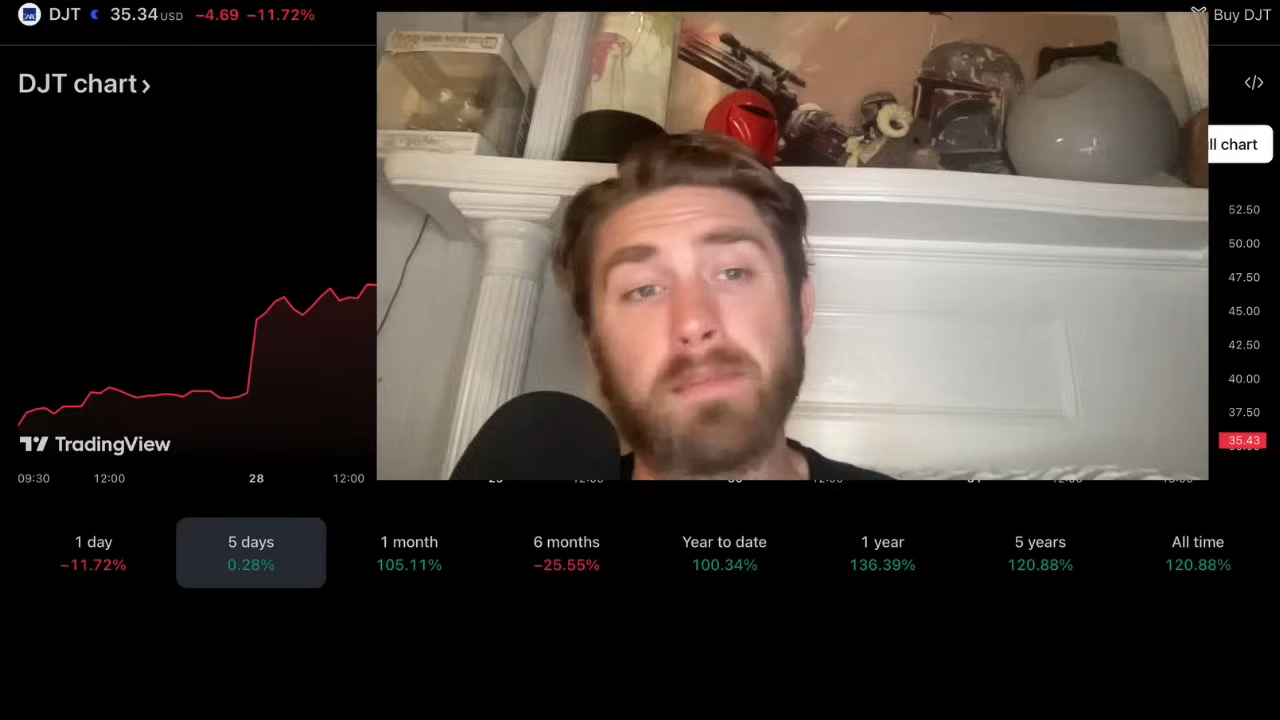 DJT 35.34 USD −4.69 −11.72%
Buy DJT
DJT chart ›
</>
ll chart
52.50
50.00
47.50
45.00
42.50
40.00
37.50
35.43
TradingView
09:30 12:00 28 12:00
1 day 5 days 1 month 6 months Year to date 1 year 5 years All time
−11.72% 0.28% 105.11% −25.55% 100.34% 136.39% 120.88% 120.88%